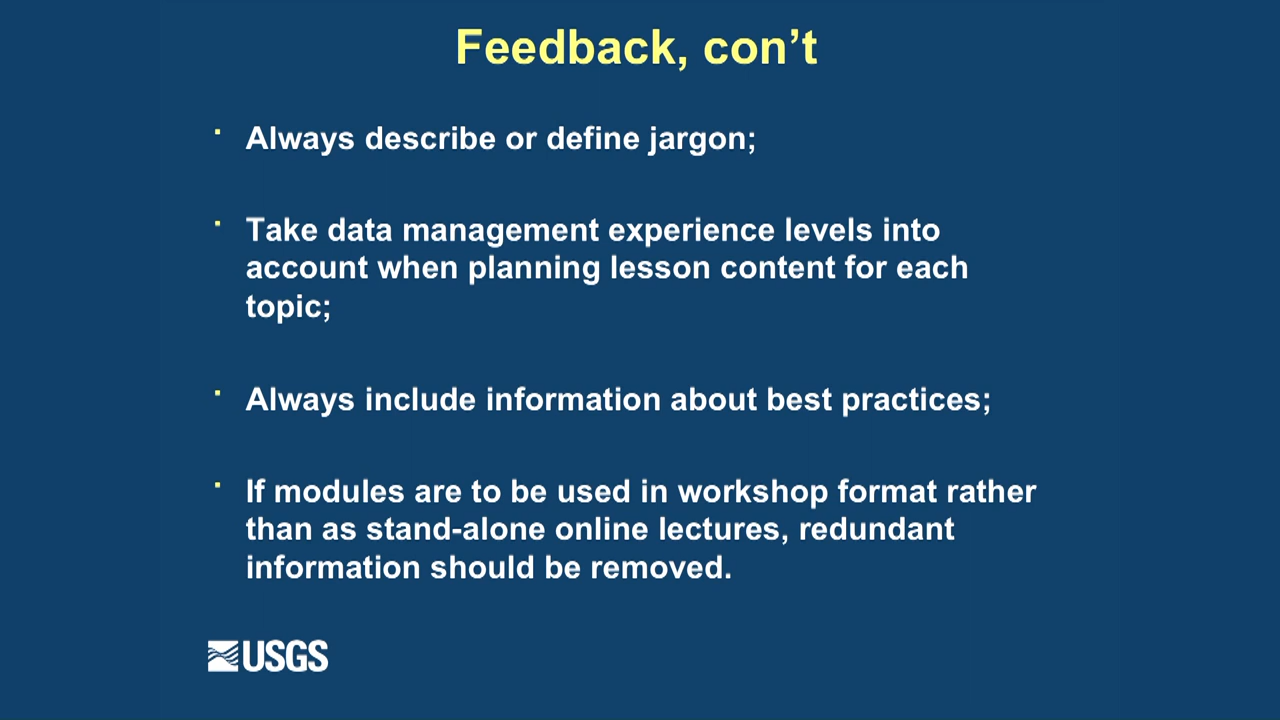 Feedback, con’t
Always describe or define jargon;
Take data management experience levels into
account when planning lesson content for each
topic;
Always include information about best practices;
If modules are to be used in workshop format rather
than as stand-alone online lectures, redundant
information should be removed.
USGS